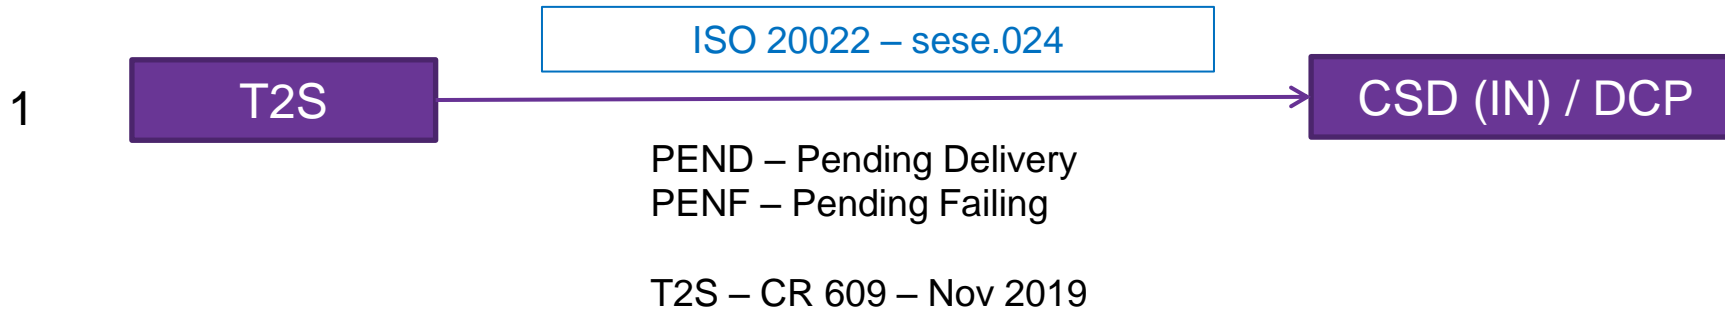 ISO 20022 – sese.024
1
T2S
CSD (IN) / DCP
PEND – Pending Delivery
PENF – Pending Failing
T2S – CR 609 – Nov 2019